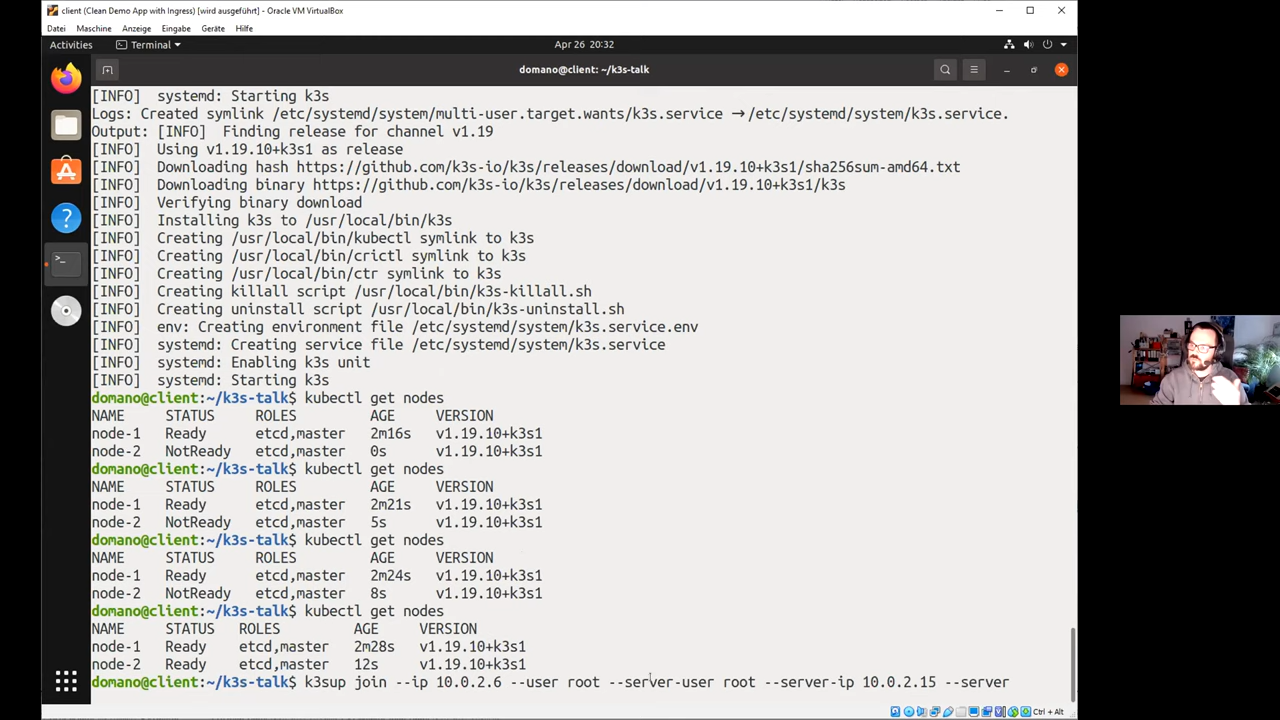 client (Clean Demo App with Ingress) [wird ausgeführt] - Oracle VM VirtualBox
Datei Maschine Anzeige Eingabe Geräte Hilfe
Activities Terminal Apr 26 20:32
domano@client: ~/k3s-talk
[INFO] systemd: Starting k3s
Logs: Created symlink /etc/systemd/system/multi-user.target.wants/k3s.service → /etc/systemd/system/k3s.service.
Output: [INFO] Finding release for channel v1.19
[INFO] Using v1.19.10+k3s1 as release
[INFO] Downloading hash https://github.com/k3s-io/k3s/releases/download/v1.19.10+k3s1/sha256sum-amd64.txt
[INFO] Downloading binary https://github.com/k3s-io/k3s/releases/download/v1.19.10+k3s1/k3s
[INFO] Verifying binary download
[INFO] Installing k3s to /usr/local/bin/k3s
[INFO] Creating /usr/local/bin/kubectl symlink to k3s
[INFO] Creating /usr/local/bin/crictl symlink to k3s
[INFO] Creating /usr/local/bin/ctr symlink to k3s
[INFO] Creating killall script /usr/local/bin/k3s-killall.sh
[INFO] Creating uninstall script /usr/local/bin/k3s-uninstall.sh
[INFO] env: Creating environment file /etc/systemd/system/k3s.service.env
[INFO] systemd: Creating service file /etc/systemd/system/k3s.service
[INFO] systemd: Enabling k3s unit
[INFO] systemd: Starting k3s
domano@client:~/k3s-talk$ kubectl get nodes
NAME STATUS ROLES AGE VERSION
node-1 Ready etcd,master 2m16s v1.19.10+k3s1
node-2 NotReady etcd,master 0s v1.19.10+k3s1
domano@client:~/k3s-talk$ kubectl get nodes
NAME STATUS ROLES AGE VERSION
node-1 Ready etcd,master 2m21s v1.19.10+k3s1
node-2 NotReady etcd,master 5s v1.19.10+k3s1
domano@client:~/k3s-talk$ kubectl get nodes
NAME STATUS ROLES AGE VERSION
node-1 Ready etcd,master 2m24s v1.19.10+k3s1
node-2 NotReady etcd,master 8s v1.19.10+k3s1
domano@client:~/k3s-talk$ kubectl get nodes
NAME STATUS ROLES AGE VERSION
node-1 Ready etcd,master 2m28s v1.19.10+k3s1
node-2 Ready etcd,master 12s v1.19.10+k3s1
domano@client:~/k3s-talk$ k3sup join --ip 10.0.2.6 --user root --server-user root --server-ip 10.0.2.15 --server
Ctrl + Alt